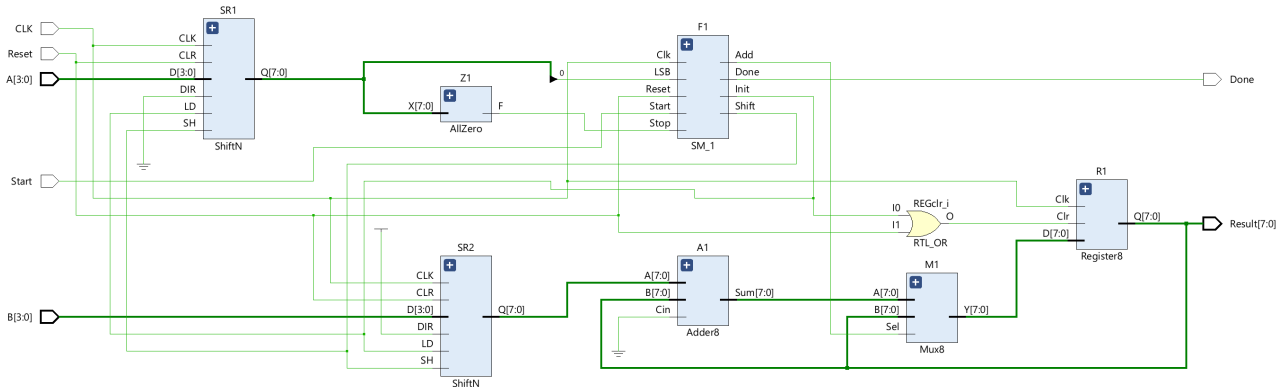 SR1
CLK
Reset
A[3:0]
CLK
CLR
D[3:0]
DIR
LD
SH
Q[7:0]
ShiftN
Z1
X[7:0]
F
AllZero
0
F_1
Clk
LSB
Reset
Start
Stop
Add
Done
Init
Shift
SM_1
Done
Start
REGclr_i
I0
I1
O
RTL_OR
R1
Clk
Clr
D[7:0]
Q[7:0]
Register8
Result[7:0]
B[3:0]
SR2
CLK
CLR
D[3:0]
DIR
LD
SH
Q[7:0]
ShiftN
A1
A[7:0]
B[7:0]
Cin
Sum[7:0]
Adder8
M1
A[7:0]
B[7:0]
Sel
Y[7:0]
Mux8